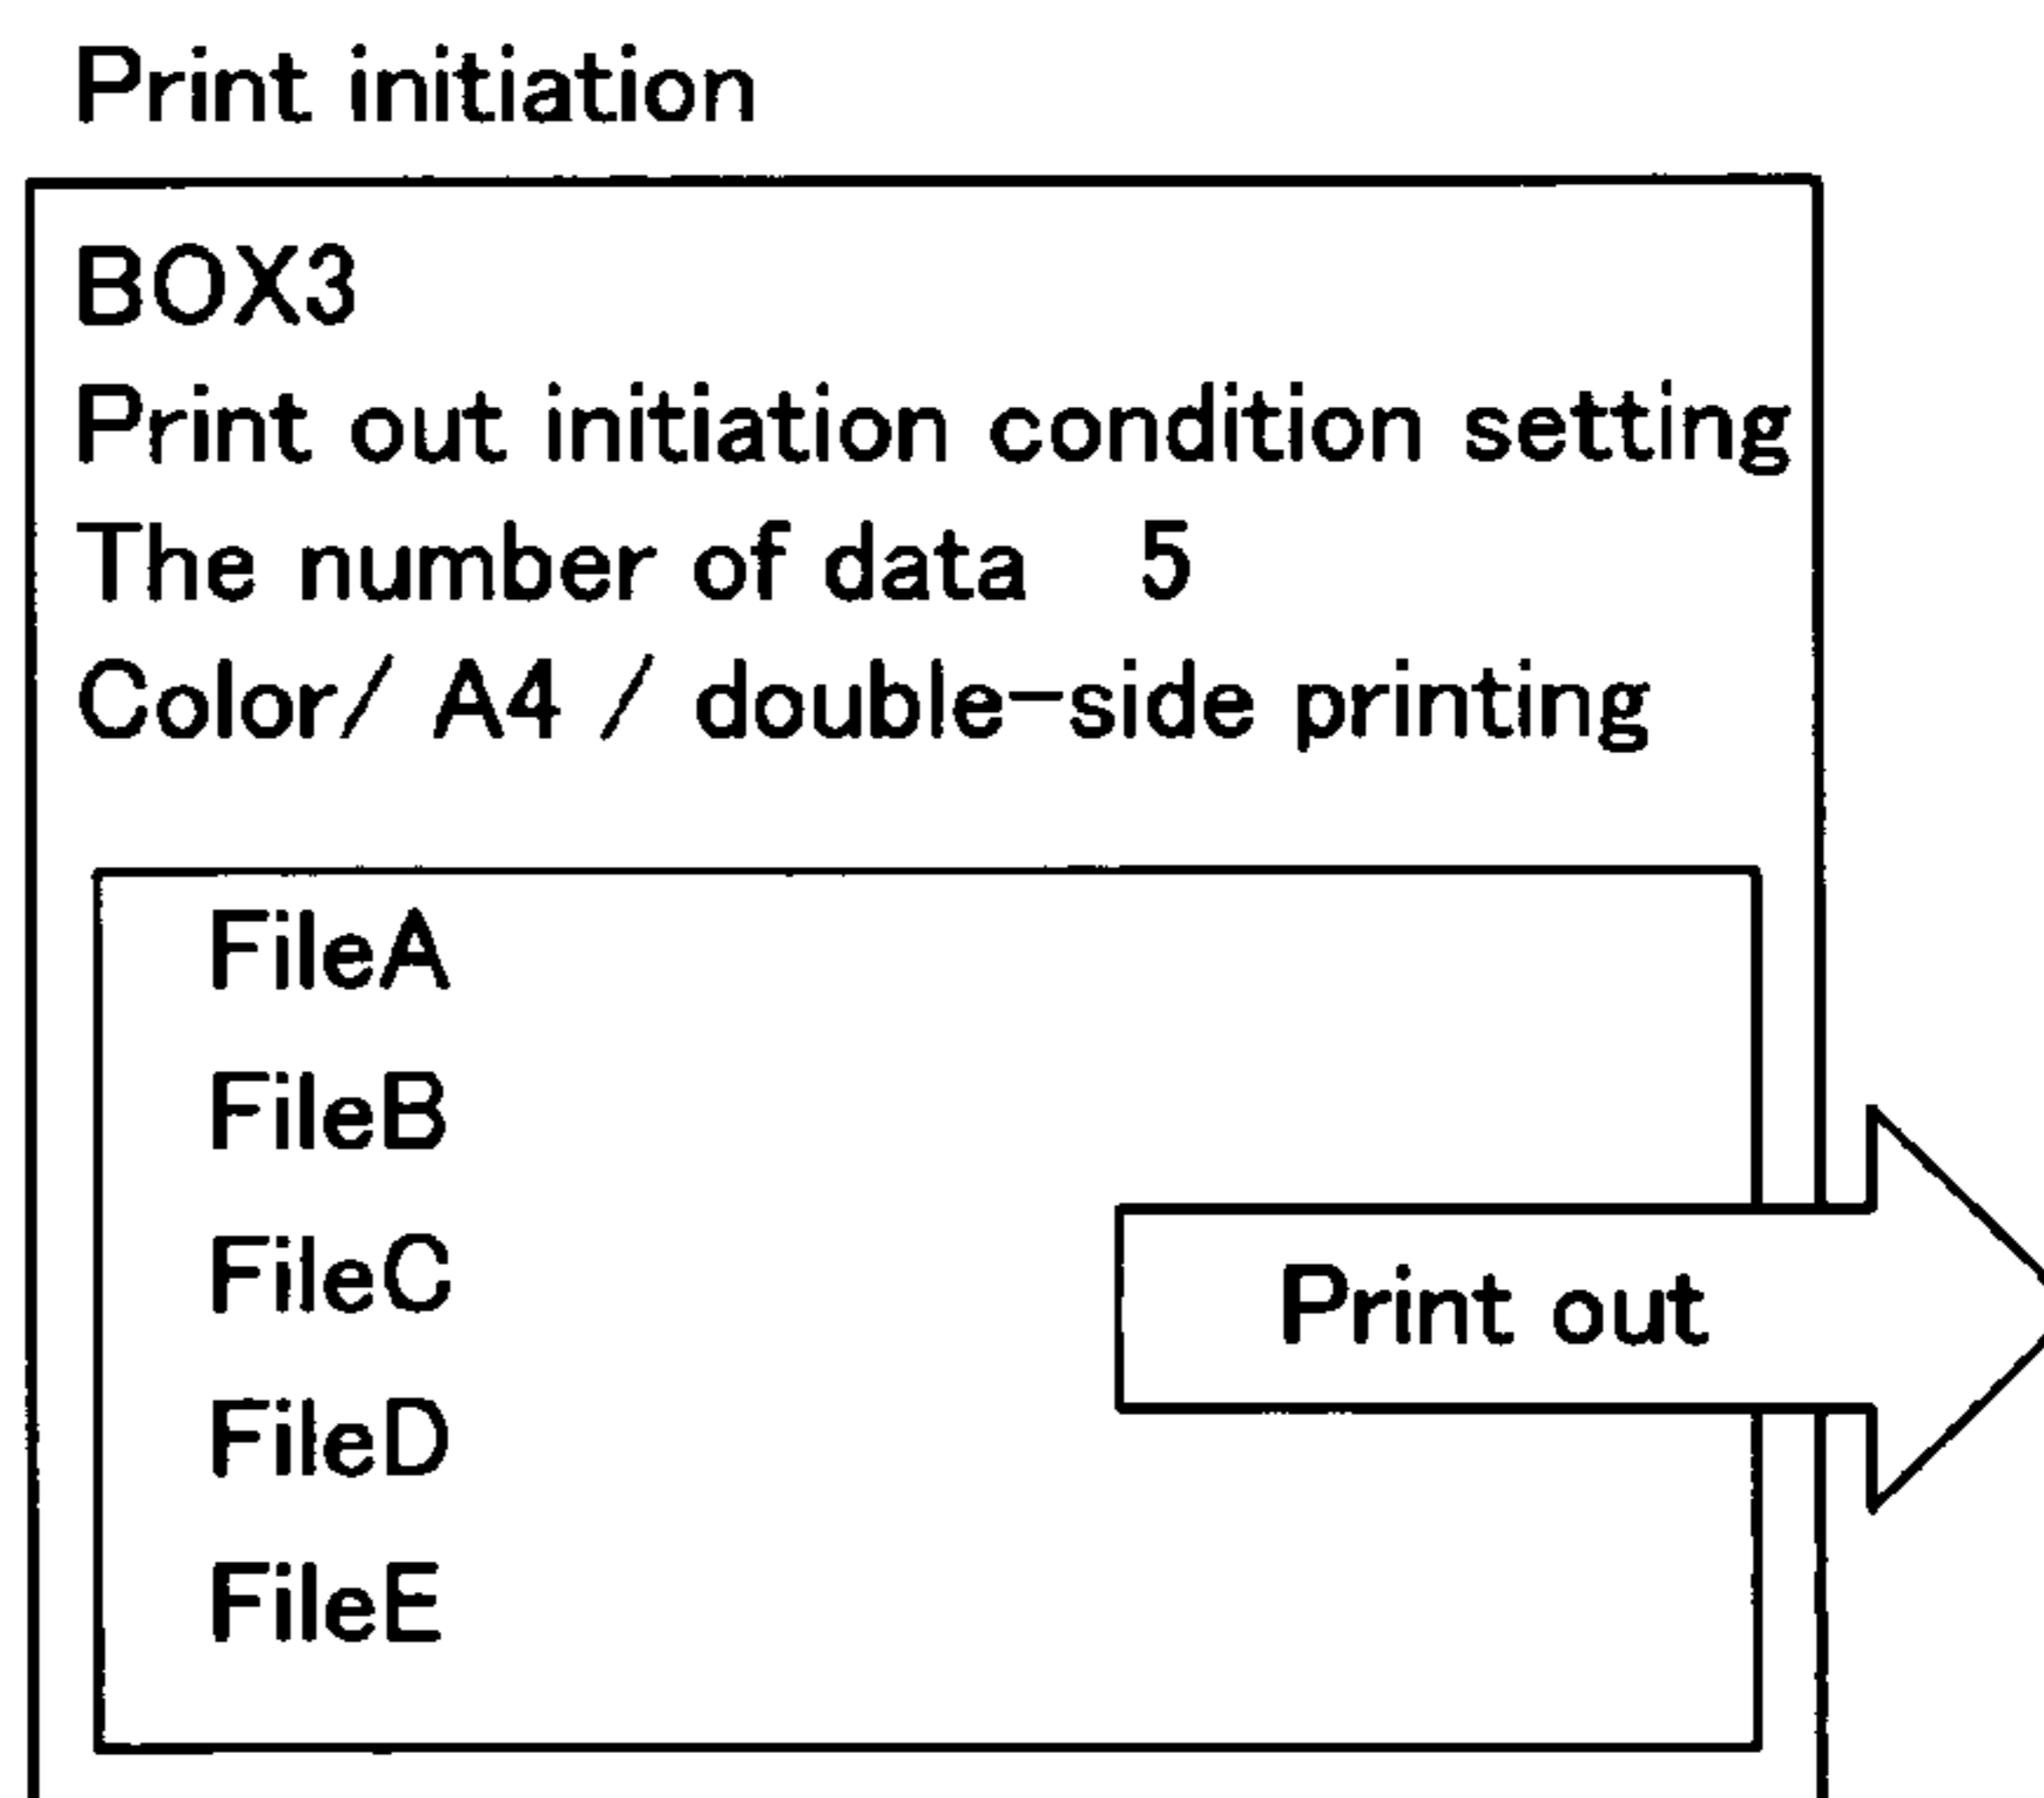 Print initiation
BOX3
Print out initiation condition setting
The number of data 5
Color/ A4 / double-side printing
FileA
FileB
FileC
Print out
FileD
FileE